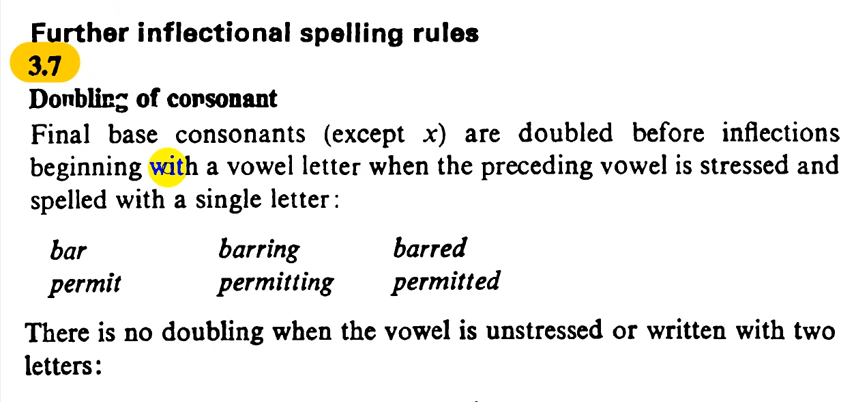 Further inflectional spelling rules
3.7
Doubling of consonant
Final base consonants (except x) are doubled before inflections
beginning with a vowel letter when the preceding vowel is stressed and
spelled with a single letter:
bar barring barred
permit permitting permitted
There is no doubling when the vowel is unstressed or written with two
letters: